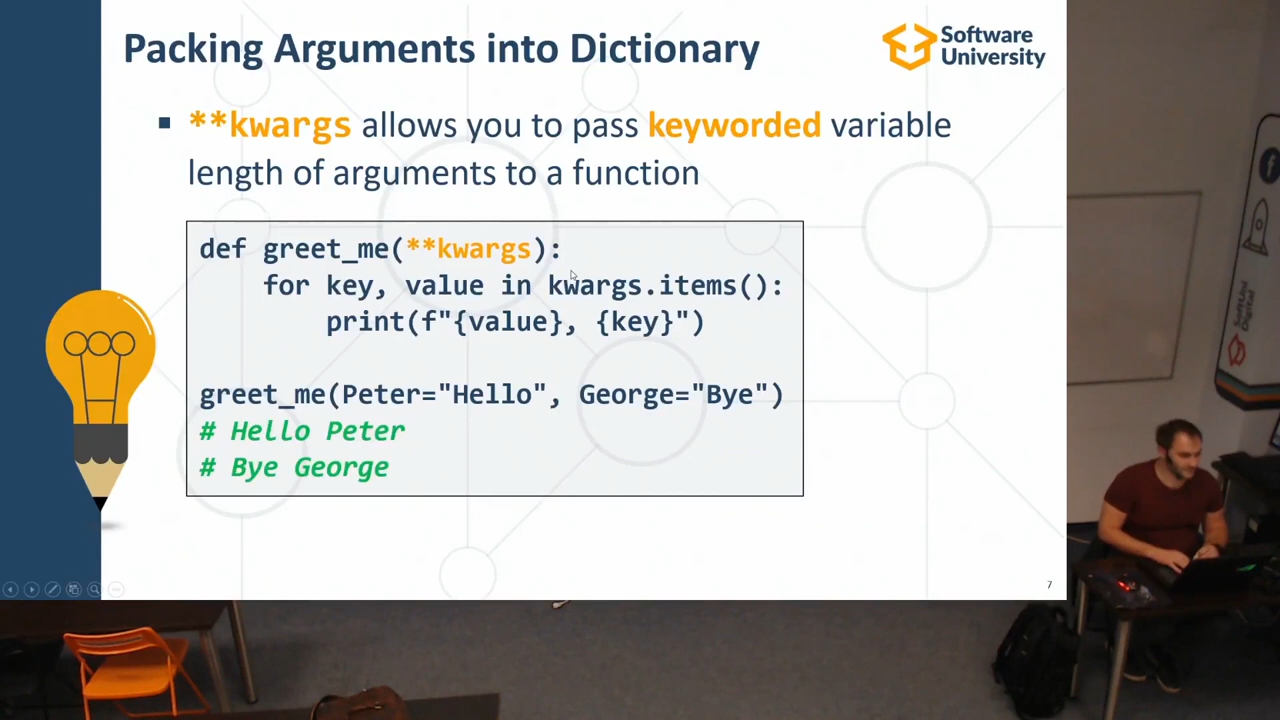 Packing Arguments into Dictionary
Software
University
**kwargs allows you to pass keyworded variable
length of arguments to a function
def greet_me(**kwargs):
    for key, value in kwargs.items():
        print(f"{value}, {key}")
greet_me(Peter="Hello", George="Bye")
# Hello Peter
# Bye George
7
SoftUni
Digital